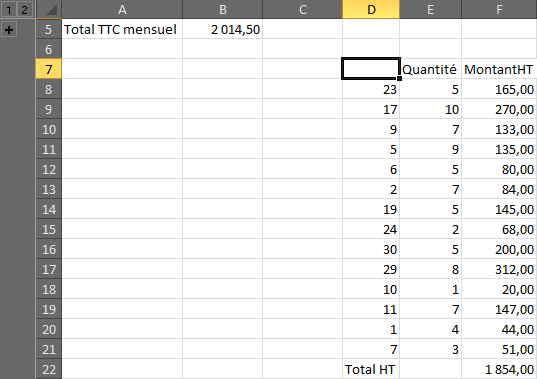 1 2 A B C D E F
5 Total TTC mensuel 2 014,50
6
7 Quantité MontantHT
8 23 5 165,00
9 17 10 270,00
10 9 7 133,00
11 5 9 135,00
12 6 5 80,00
13 2 7 84,00
14 19 5 145,00
15 24 2 68,00
16 30 5 200,00
17 29 8 312,00
18 10 1 20,00
19 11 7 147,00
20 1 4 44,00
21 7 3 51,00
22 Total HT 1 854,00